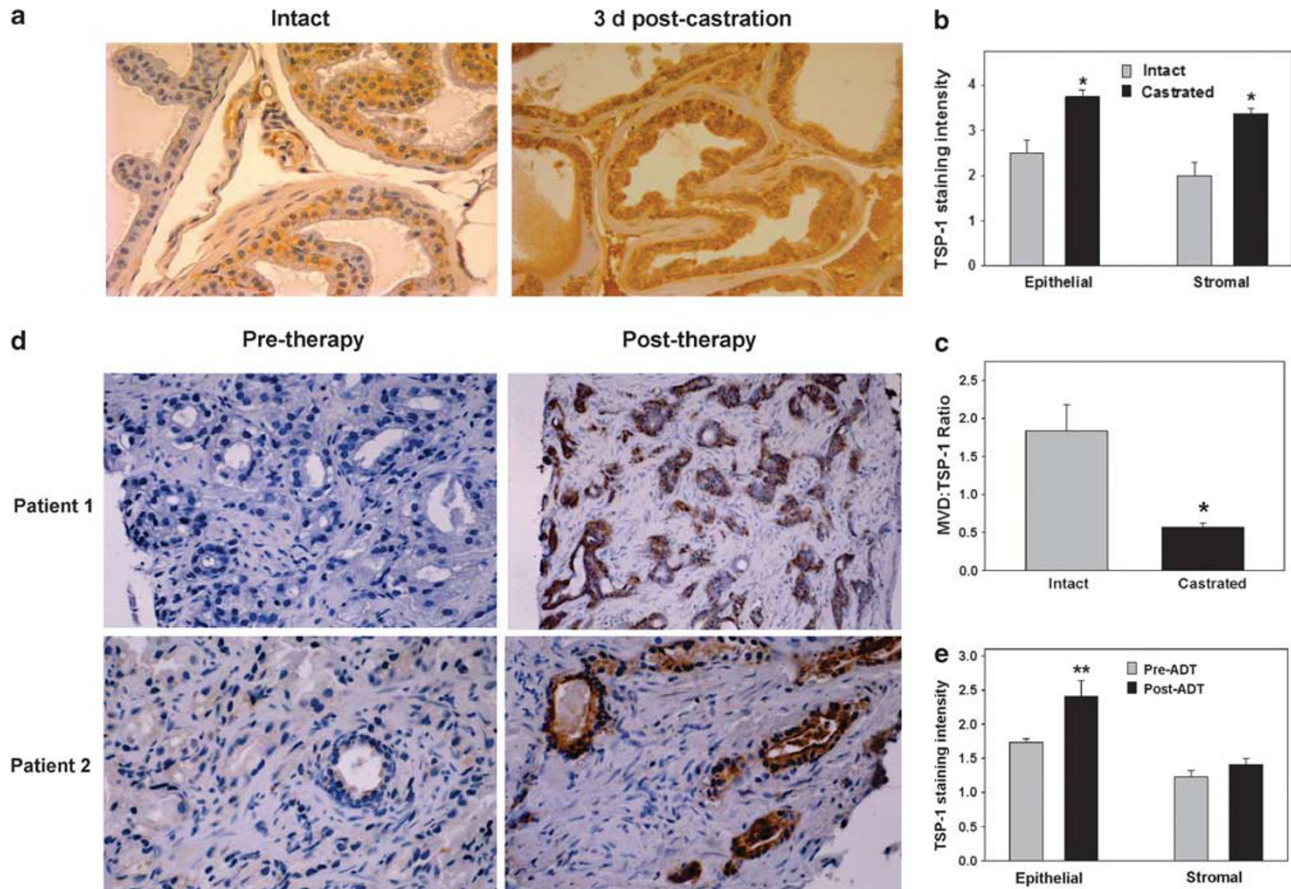 a
Intact
3 d post-castration
b
TSP-1 staining intensity
4
3
2
1
0
Intact
Castrated
*
*
Epithelial
Stromal
c
MVD:TSP-1 Ratio
2.5
2.0
1.5
1.0
0.5
0.0
*
Intact
Castrated
d
Pre-therapy
Post-therapy
Patient 1
Patient 2
e
TSP-1 staining intensity
3.0
2.5
2.0
1.5
1.0
0.5
0.0
Pre-ADT
Post-ADT
**
Epithelial
Stromal